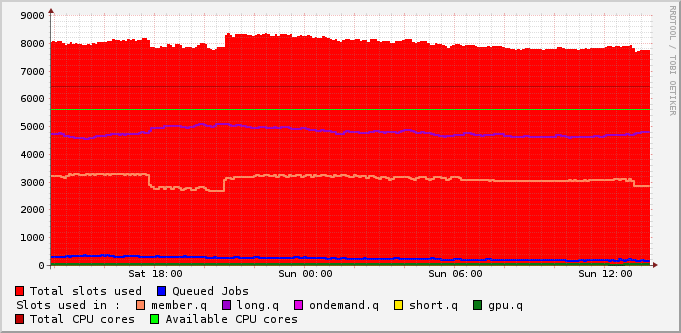 9000
8000
7000
6000
5000
4000
3000
2000
1000
0
Sat 18:00 Sun 00:00 Sun 06:00 Sun 12:00
RRDTOOL / TOBI OETIKER
Total slots used Queued Jobs
Slots used in : member.q long.q ondemand.q short.q gpu.q
Total CPU cores Available CPU cores